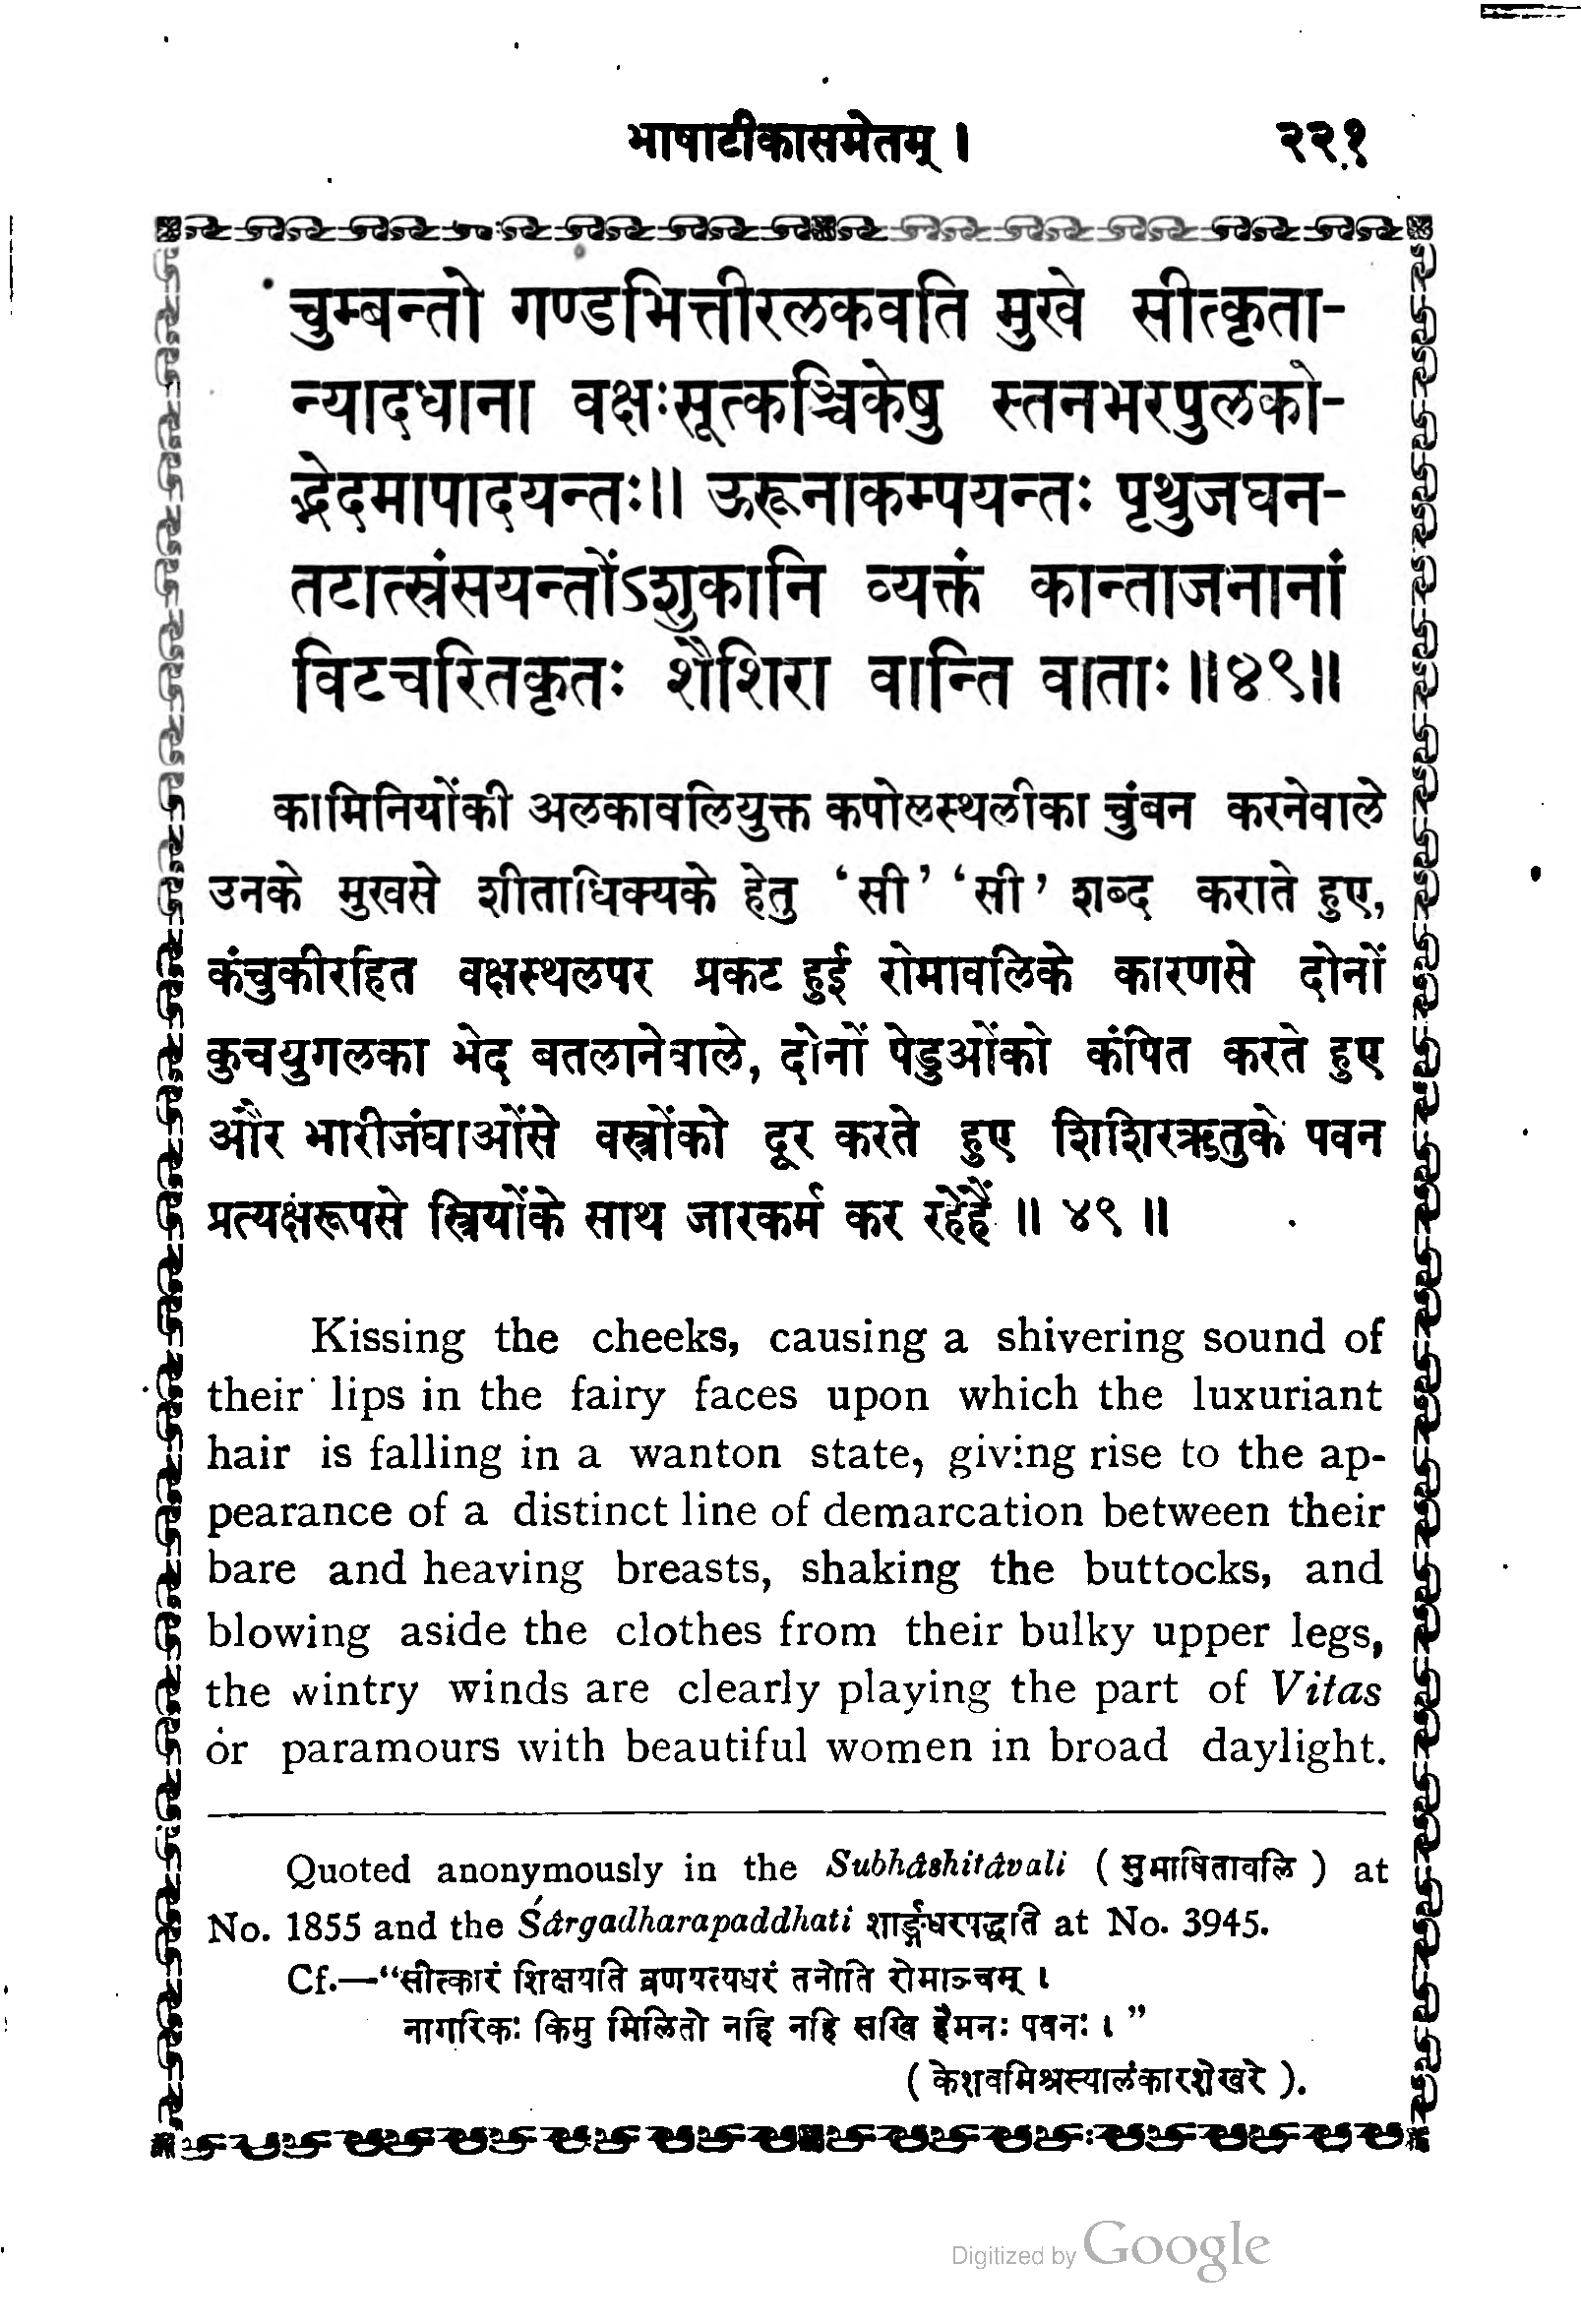 भाषाटीकासमेतम् । २२१
चुम्बन्तो गण्डभित्तीरलकवति मुखे सीत्कृता-
न्यादधाना वक्षःसूत्कञ्चिकेषु स्तनभरपुलको-
द्भेदमापादयन्तः॥ ऊरूनाकम्पयन्तः पृथुजघन-
तटात्स्रंसयन्तोंऽशुकानि व्यक्तं कान्ताजनानां
विटचरितकृतः शैशिरा वान्ति वाताः॥४९॥
कामिनियोंकी अलकावलियुक्त कपोलस्थलीका चुंबन करनेवाले
उनके मुखसे शीताधिक्यके हेतु ‘सी’ ‘सी’ शब्द कराते हुए,
कंचुकीरहित वक्षस्थलपर प्रकट हुई रोमावलिके कारणसे दोनों
कुचयुगलका भेद बतलानेवाले, दोनों पेडुओंको कंपित करते हुए
और भारीजंघाओंसे वस्त्रोंको दूर करते हुए शिशिरऋतुके पवन
प्रत्यक्षरूपसे स्त्रियोंके साथ जारकर्म कर रहेहैं ॥ ४९ ॥
Kissing the cheeks, causing a shivering sound of
their lips in the fairy faces upon which the luxuriant
hair is falling in a wanton state, giving rise to the ap-
pearance of a distinct line of demarcation between their
bare and heaving breasts, shaking the buttocks, and
blowing aside the clothes from their bulky upper legs,
the wintry winds are clearly playing the part of Vitas
or paramours with beautiful women in broad daylight.
Quoted anonymously in the Subhâshitâvali ( सुभाषितावलि ) at
No. 1855 and the Śârgadharapaddhati शार्ङ्गधरपद्धति at No. 3945.
Cf.—“सीत्कारं शिक्षयति व्रणयत्यधरं तनोति रोमाञ्चम् ।
नागरिकः किमु मिलितो नहि नहि सखि हैमनः पवनः । ”
( केशवमिश्रस्यालंकारशेखरे ).
Digitized by Google